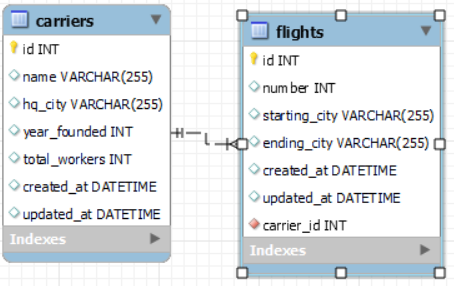 carriers
id INT
name VARCHAR(255)
hq_city VARCHAR(255)
year_founded INT
total_workers INT
created_at DATETIME
updated_at DATETIME
Indexes
flights
id INT
number INT
starting_city VARCHAR(255)
ending_city VARCHAR(255)
created_at DATETIME
updated_at DATETIME
carrier_id INT
Indexes